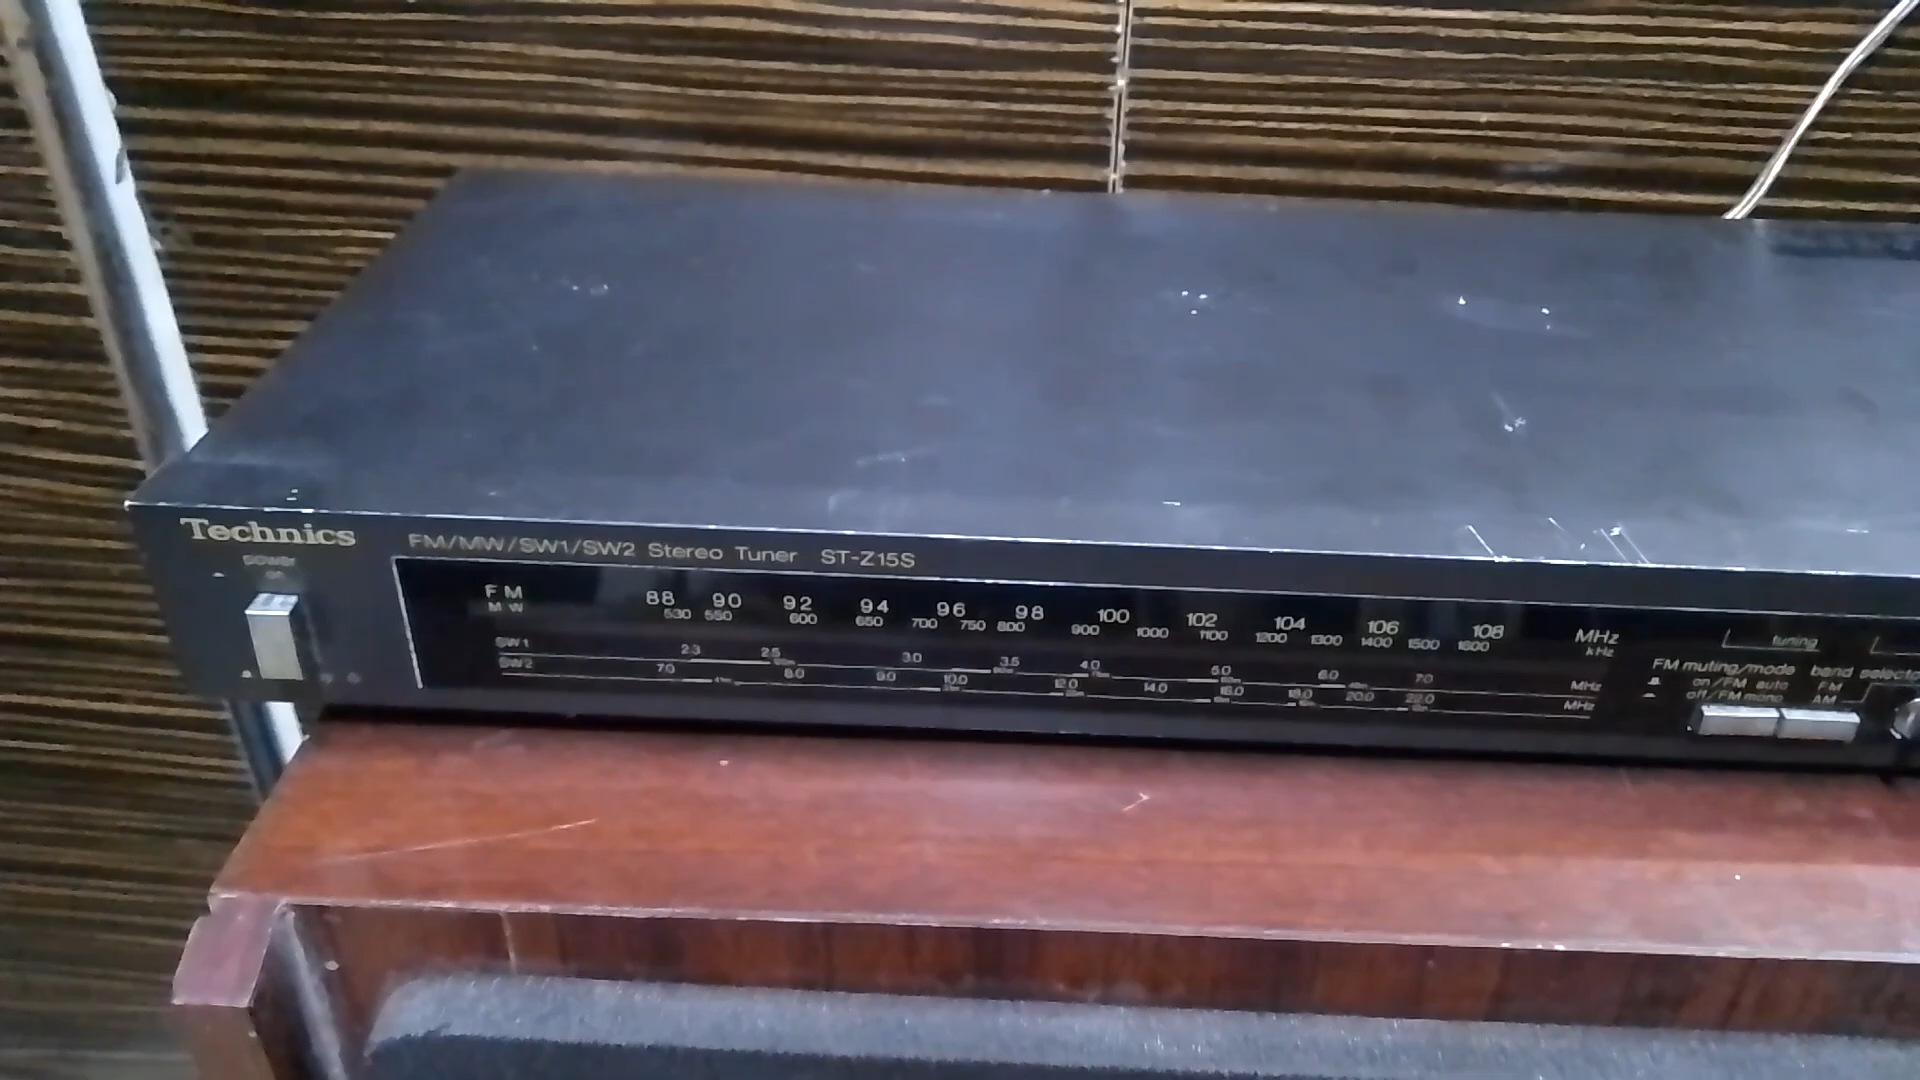 Technics
FM/MW/SW1/SW2 Stereo Tuner ST-Z15S
power
on
FM 88 90 92 94 96 98 100 102 104 106 108 MHz
MW 530 550 600 650 700 750 800 900 1000 1100 1200 1300 1400 1500 1600 kHz
SW1 2.3 2.5 3.0 3.5 4.0 5.0 6.0 7.0 MHz
SW2 7.0 8.0 9.0 10.0 12.0 14.0 16.0 18.0 20.0 22.0 MHz
tuning
FM muting/mode band selector
on/FM auto FM
off/FM mono AM